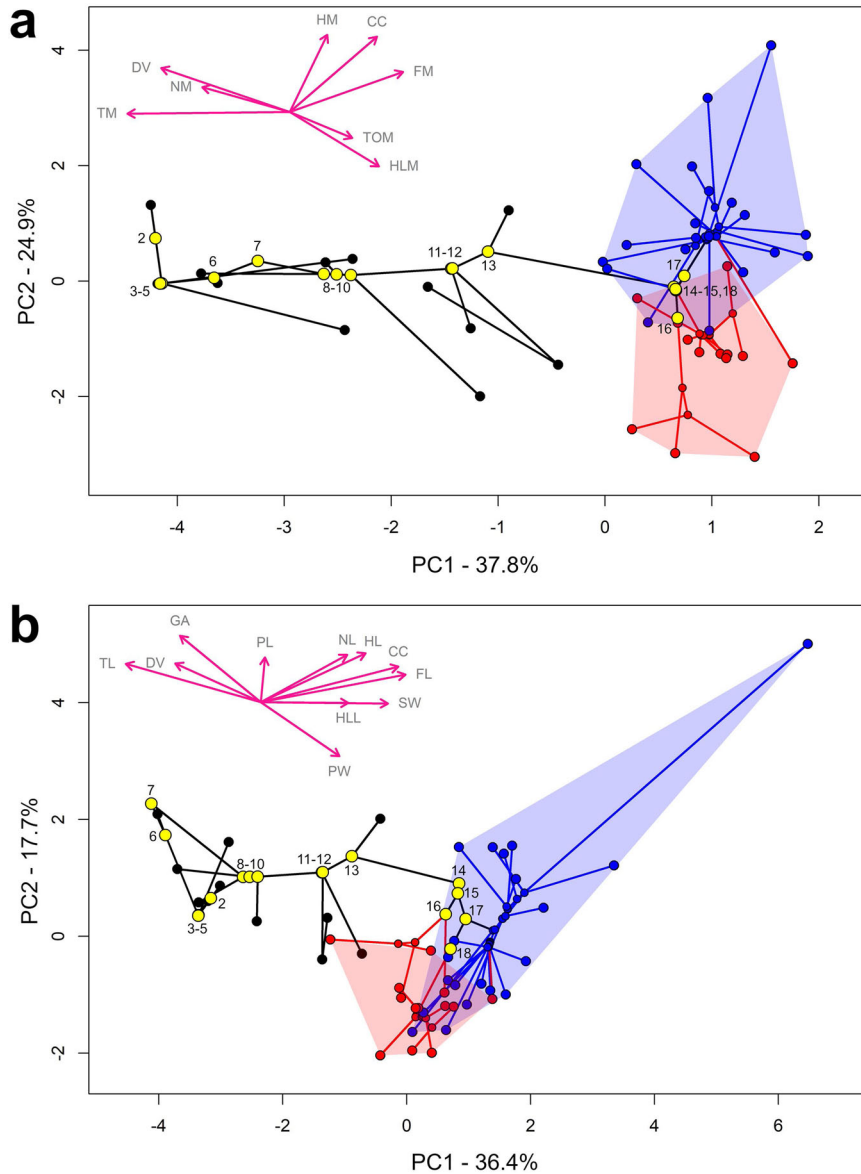 a
HM CC
DV
NM
FM
TM
TOM
HLM
4
2
0
-2
PC2 - 24.9%
2
3-5
6
7
8-10
11-12
13
17
14-15,18
16
-4 -3 -2 -1 0 1 2
PC1 - 37.8%
b
GA
PL
NL HL
CC
TL DV
FL
SW
HLL
PW
4
2
0
-2
PC2 - 17.7%
7
6
8-10
2
3-5
11-12
13
14
15
16
17
18
-4 -2 0 2 4 6
PC1 - 36.4%